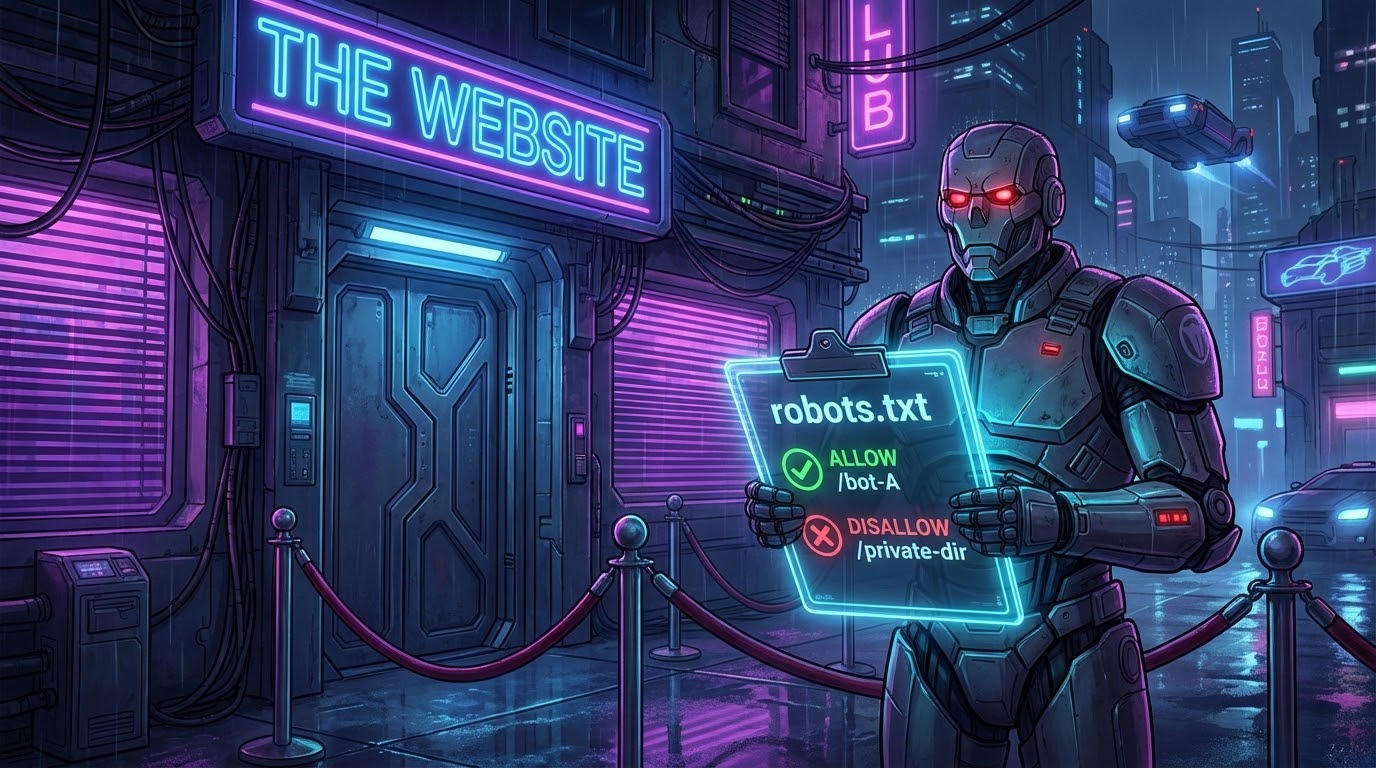 THE WEBSITE
LUB
robots.txt
ALLOW
/bot-A
DISALLOW
/private-dir